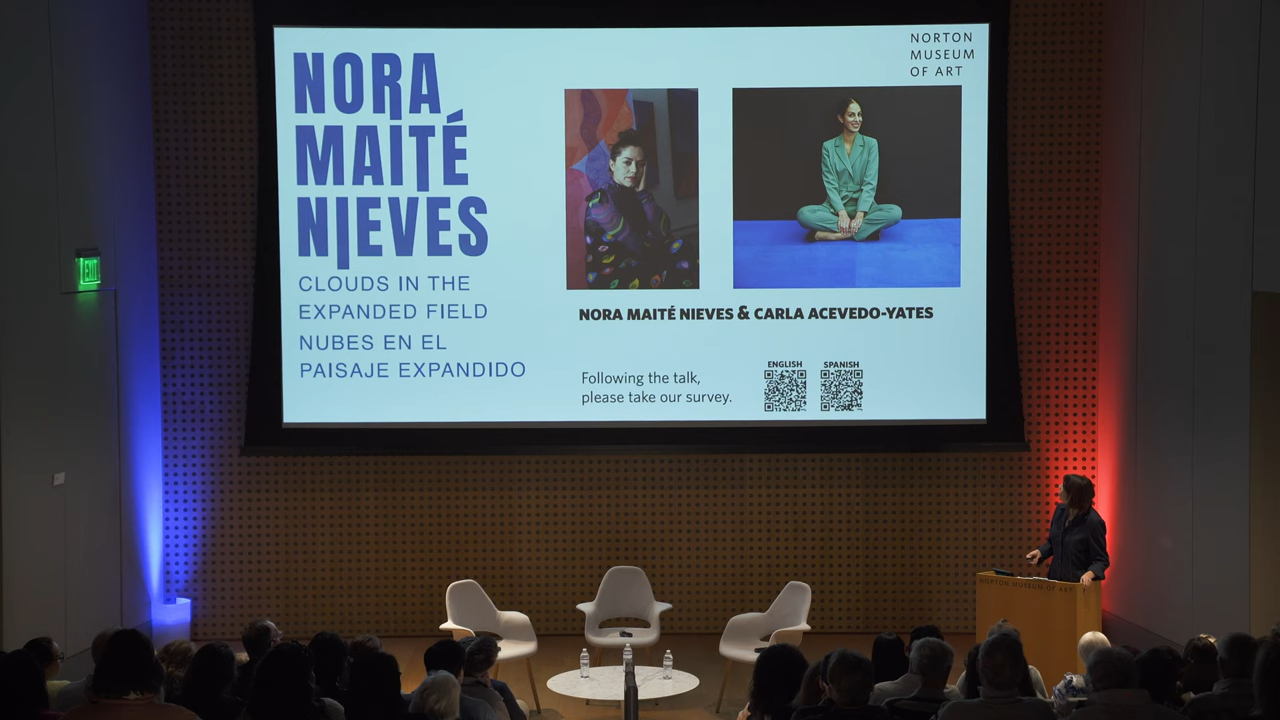 NORA
MAITÉ
NIEVES
CLOUDS IN THE
EXPANDED FIELD
NUBES EN EL
PAISAJE EXPANDIDO
NORTON
MUSEUM
OF ART
NORA MAITÉ NIEVES & CARLA ACEVEDO-YATES
Following the talk,
please take our survey.
ENGLISH
SPANISH
EXIT
NORTON MUSEUM OF ART